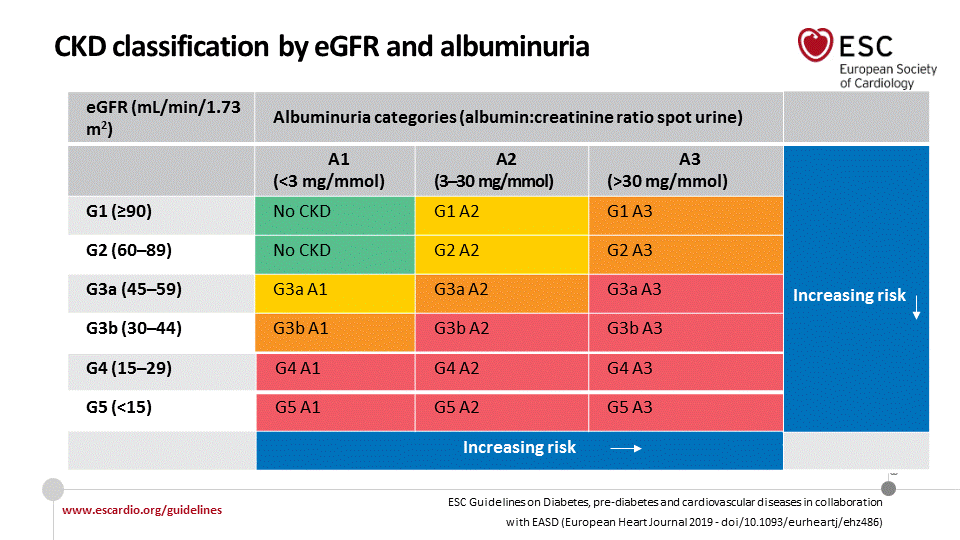 CKD classification by eGFR and albuminuria
ESC
European Society
of Cardiology
eGFR (mL/min/1.73
m²)
Albuminuria categories (albumin:creatinine ratio spot urine)
A1
(<3 mg/mmol)
A2
(3–30 mg/mmol)
A3
(>30 mg/mmol)
G1 (≥90)
No CKD
G1 A2
G1 A3
G2 (60–89)
No CKD
G2 A2
G2 A3
G3a (45–59)
G3a A1
G3a A2
G3a A3
Increasing risk ↓
G3b (30–44)
G3b A1
G3b A2
G3b A3
G4 (15–29)
G4 A1
G4 A2
G4 A3
G5 (<15)
G5 A1
G5 A2
G5 A3
Increasing risk →
www.escardio.org/guidelines
ESC Guidelines on Diabetes, pre-diabetes and cardiovascular diseases in collaboration
with EASD (European Heart Journal 2019 - doi/10.1093/eurheartj/ehz486)